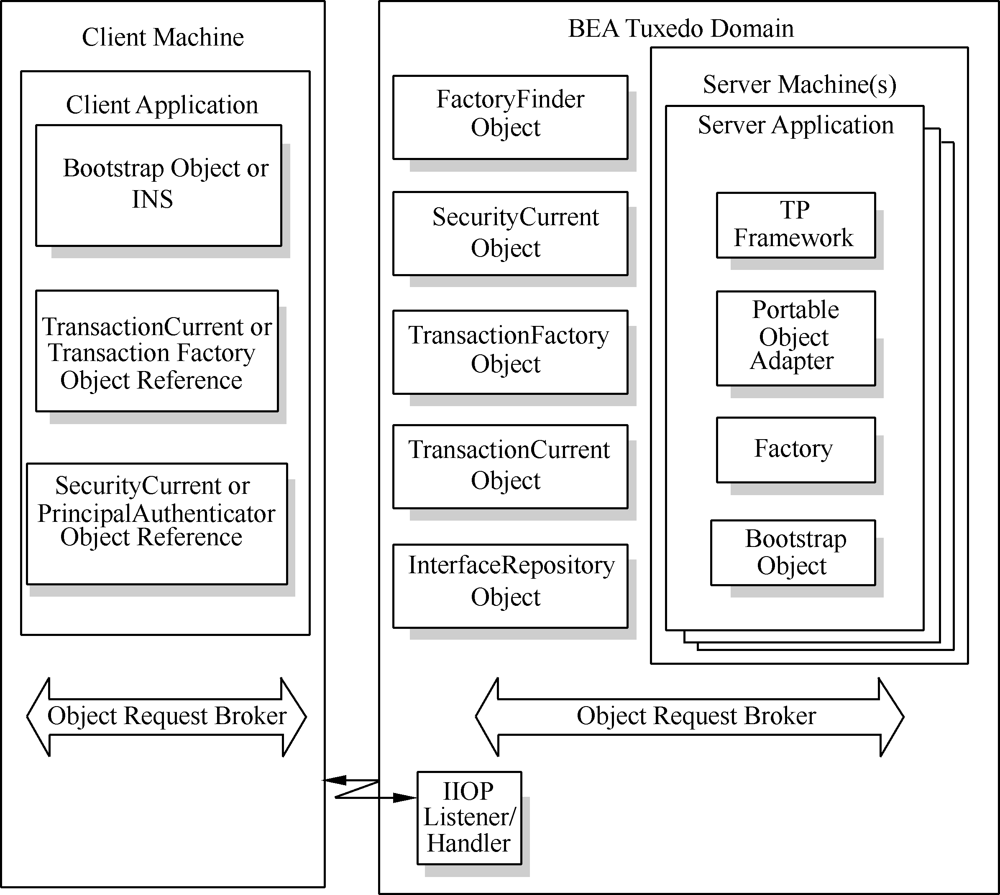 Client Machine
Client Application
Bootstrap Object or
INS
TransactionCurrent or
Transaction Factory
Object Reference
SecurityCurrent or
PrincipalAuthenticator
Object Reference
Object Request Broker
BEA Tuxedo Domain
FactoryFinder
Object
SecurityCurrent
Object
TransactionFactory
Object
TransactionCurrent
Object
InterfaceRepository
Object
Server Machine(s)
Server Application
TP
Framework
Portable
Object
Adapter
Factory
Bootstrap
Object
Object Request Broker
IIOP
Listener/
Handler